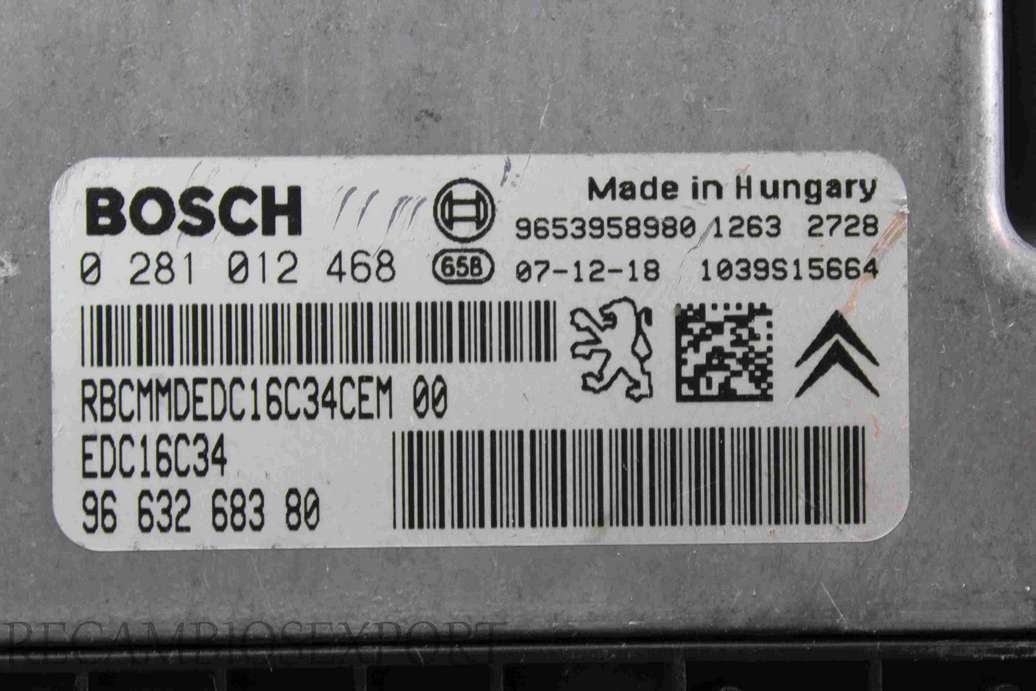 BOSCH
Made in Hungary
9653958980 1263 2728
0 281 012 468
65B
07-12-18 1039S15664
RBCMMDEDC16C34CEM 00
EDC16C34
96 632 683 80
RECAMBIOSEXPORT